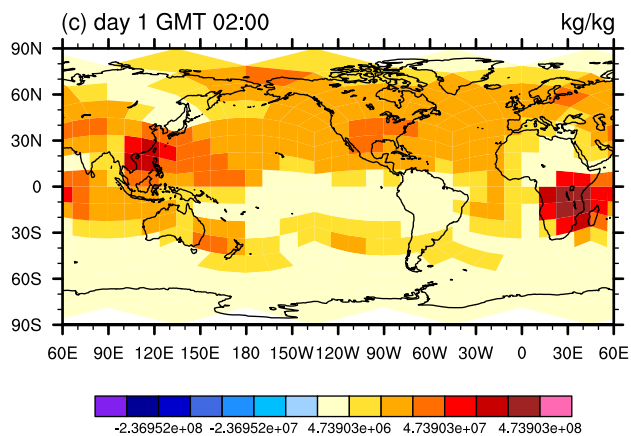 (c) day 1 GMT 02:00 kg/kg
90N
60N
30N
0
30S
60S
90S
60E 90E 120E 150E 180 150W 120W 90W 60W 30W 0 30E 60E
-2.36952e+08 -2.36952e+07 4.73903e+06 4.73903e+07 4.73903e+08